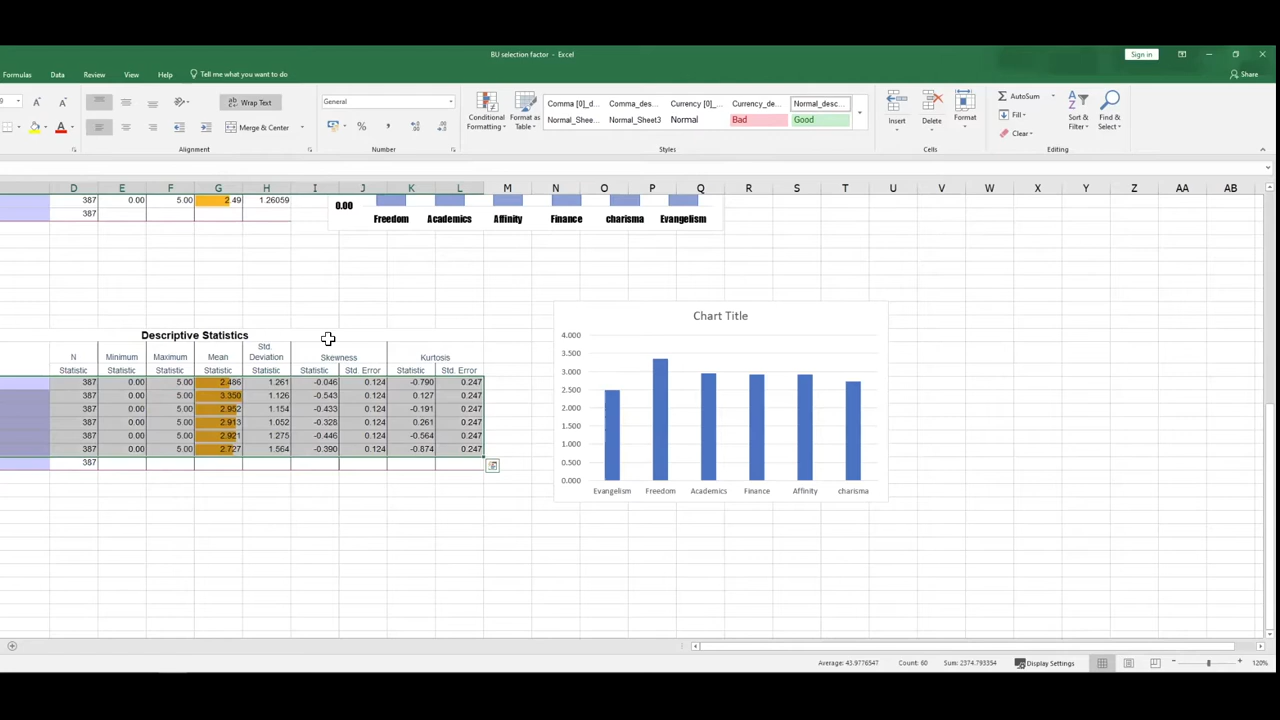 BU selection factor - Excel
Sign in
Formulas Data Review View Help Tell me what you want to do
Share
Wrap Text
General
Merge & Center
Conditional Formatting
Format as Table
Comma [0]_d... Comma_des... Currency [0]_... Currency_de... Normal_desc...
Normal_Shee... Normal_Sheet3 Normal Bad Good
Insert Delete Format
AutoSum
Fill
Clear
Sort & Filter
Find & Select
Alignment Number Styles Cells Editing
D E F G H I J K L M N O P Q R S T U V W X Y Z AA AB
387 0.00 5.00 2.49 1.26059
387
0.00
Freedom Academics Affinity Finance charisma Evangelism
Descriptive Statistics
N Minimum Maximum Mean Std. Deviation Skewness Kurtosis
Statistic Statistic Statistic Statistic Statistic Statistic Std. Error Statistic Std. Error
387 0.00 5.00 2.486 1.261 -0.046 0.124 -0.790 0.247
387 0.00 5.00 3.350 1.126 -0.543 0.124 0.127 0.247
387 0.00 5.00 2.952 1.154 -0.433 0.124 -0.191 0.247
387 0.00 5.00 2.913 1.052 -0.328 0.124 0.261 0.247
387 0.00 5.00 2.921 1.275 -0.446 0.124 -0.564 0.247
387 0.00 5.00 2.727 1.564 -0.390 0.124 -0.874 0.247
387
Chart Title
4.000
3.500
3.000
2.500
2.000
1.500
1.000
0.500
0.000
Evangelism Freedom Academics Finance Affinity charisma
Average: 43.9776547 Count: 60 Sum: 2374.793354 Display Settings 120%